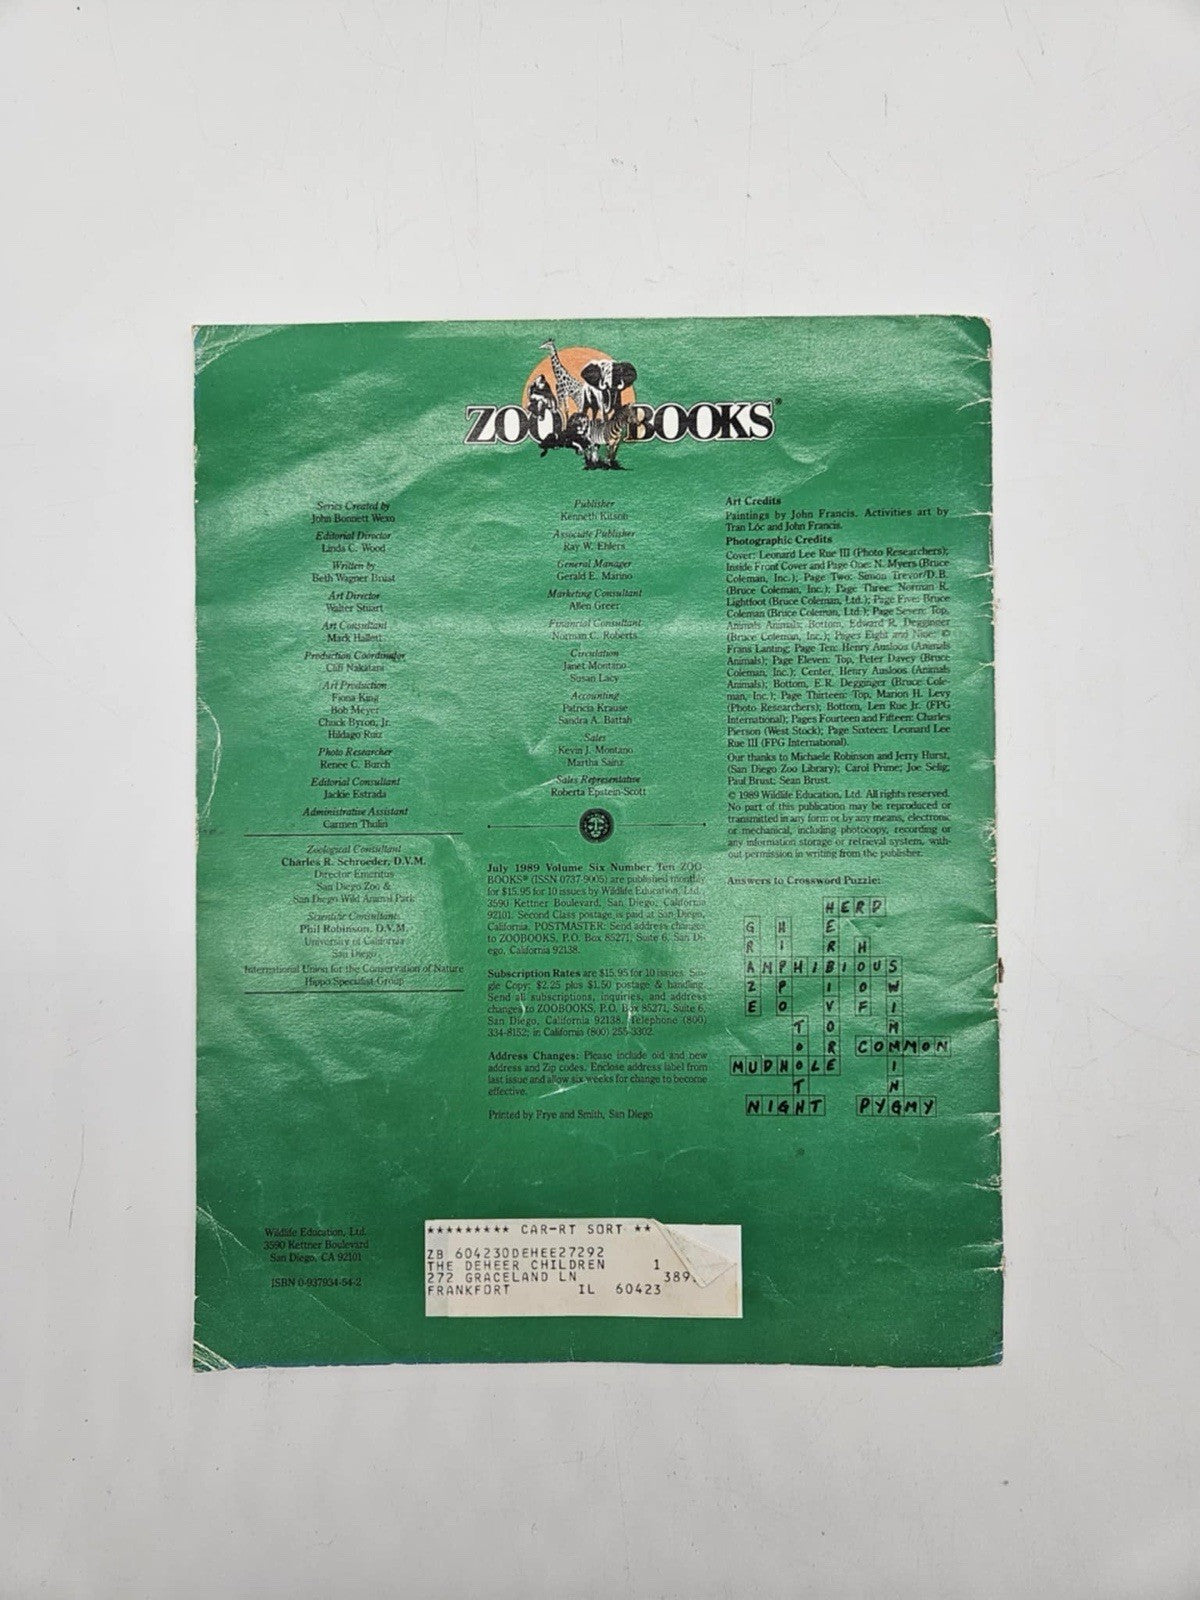 ZOOBOOKS®
Series Created by
John Bonnett Wexo
Editorial Director
Linda C. Wood
Written by
Beth Wagner Brust
Art Director
Walter Stuart
Art Consultant
Mark Hallett
Production Coordinator
Cliff Nakatani
Art Production
Fiona King
Bob Meyer
Chuck Byron, Jr.
Hildago Ruiz
Photo Researcher
Renee C. Burch
Editorial Consultant
Jackie Estrada
Administrative Assistant
Carmen Thulin
Zoological Consultant
Charles R. Schroeder, D.V.M.
Director Emeritus
San Diego Zoo &
San Diego Wild Animal Park
Scientific Consultants
Phil Robinson, D.V.M.
University of California
San Diego
International Union for the Conservation of Nature
Hippo Specialist Group
Publisher
Kenneth Kitson
Associate Publisher
Ray W. Ehlers
General Manager
Gerald E. Marino
Marketing Consultant
Allen Greer
Financial Consultant
Norman C. Roberts
Circulation
Janet Montano
Susan Lacy
Accounting
Patricia Krause
Sandra A. Battah
Sales
Kevin J. Montano
Martha Sainz
Sales Representative
Roberta Epstein-Scott
July 1989 Volume Six Number Ten ZOO-
BOOKS® (ISSN 0737-9005) are published monthly
for $15.95 for 10 issues by Wildlife Education, Ltd.,
3590 Kettner Boulevard, San Diego, California
92101. Second Class postage is paid at San Diego,
California. POSTMASTER: Send address changes
to ZOOBOOKS, P.O. Box 85271, Suite 6, San Di-
ego, California 92138.
Subscription Rates are $15.95 for 10 issues. Sin-
gle Copy: $2.25 plus $1.50 postage & handling.
Send all subscriptions, inquiries, and address
changes to ZOOBOOKS, P.O. Box 85271, Suite 6,
San Diego, California 92138. Telephone (800)
334-8152; in California (800) 255-3302.
Address Changes: Please include old and new
address and Zip codes. Enclose address label from
last issue and allow six weeks for change to become
effective.
Printed by Frye and Smith, San Diego
Art Credits
Paintings by John Francis. Activities art by
Tran Lôc and John Francis.
Photographic Credits
Cover: Leonard Lee Rue III (Photo Researchers);
Inside Front Cover and Page One: N. Myers (Bruce
Coleman, Inc.); Page Two: Simon Trevor/D.B.
(Bruce Coleman, Inc.); Page Three: Norman R.
Lightfoot (Bruce Coleman, Ltd.); Page Five: Bruce
Coleman (Bruce Coleman, Ltd.); Page Seven: Top,
Animals Animals; Bottom, Edward R. Degginger
(Bruce Coleman, Inc.); Pages Eight and Nine: ©
Frans Lanting; Page Ten: Henry Ausloos (Animals
Animals); Page Eleven: Top, Peter Davey (Bruce
Coleman, Inc.); Center, Henry Ausloos (Animals
Animals); Bottom, E.R. Degginger (Bruce Cole-
man, Inc.); Page Thirteen: Top, Marion H. Levy
(Photo Researchers); Bottom, Len Rue Jr. (FPG
International); Pages Fourteen and Fifteen: Charles
Pierson (West Stock); Page Sixteen: Leonard Lee
Rue III (FPG International).
Our thanks to Michaele Robinson and Jerry Hurst,
(San Diego Zoo Library); Carol Prime; Joe Selig;
Paul Brust; Sean Brust.
© 1989 Wildlife Education, Ltd. All rights reserved.
No part of this publication may be reproduced or
transmitted in any form or by any means, electronic
or mechanical, including photocopy, recording or
any information storage or retrieval system, with-
out permission in writing from the publisher.
Answers to Crossword Puzzle:
HERD
GRAZE
HIPPO
HERBIVORE
HOOF
AMPHIBIOUS
SWIMMING
TOOTH
COMMON
MUDHOLE
NIGHT
PYGMY
Wildlife Education, Ltd.
3590 Kettner Boulevard
San Diego, CA 92101
ISBN 0-937934-54-2
********* CAR-RT SORT **
ZB 604230DEHEE27292
THE DEHEER CHILDREN 1
272 GRACELAND LN 389
FRANKFORT IL 60423